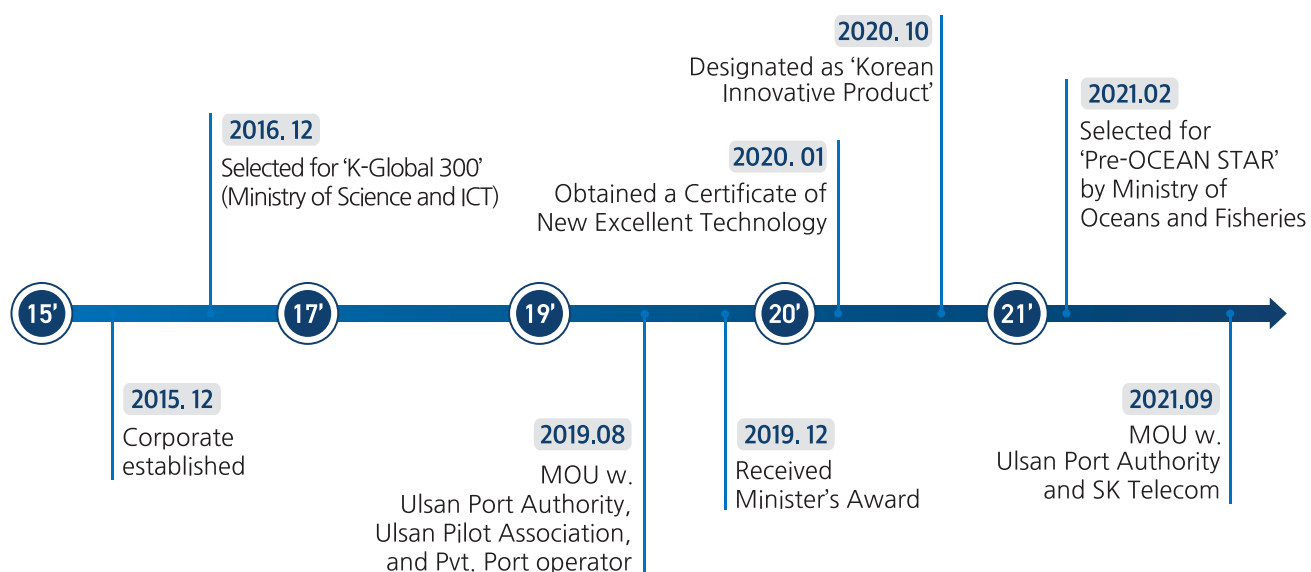 2020. 10
Designated as ‘Korean
Innovative Product’
2021.02
Selected for
‘Pre-OCEAN STAR’
by Ministry of
Oceans and Fisheries
2016. 12
Selected for ‘K-Global 300’
(Ministry of Science and ICT)
2020. 01
Obtained a Certificate of
New Excellent Technology
15’
17’
19’
20’
21’
2015. 12
Corporate
established
2019.08
MOU w.
Ulsan Port Authority,
Ulsan Pilot Association,
and Pvt. Port operator
2019. 12
Received
Minister’s Award
2021.09
MOU w.
Ulsan Port Authority
and SK Telecom